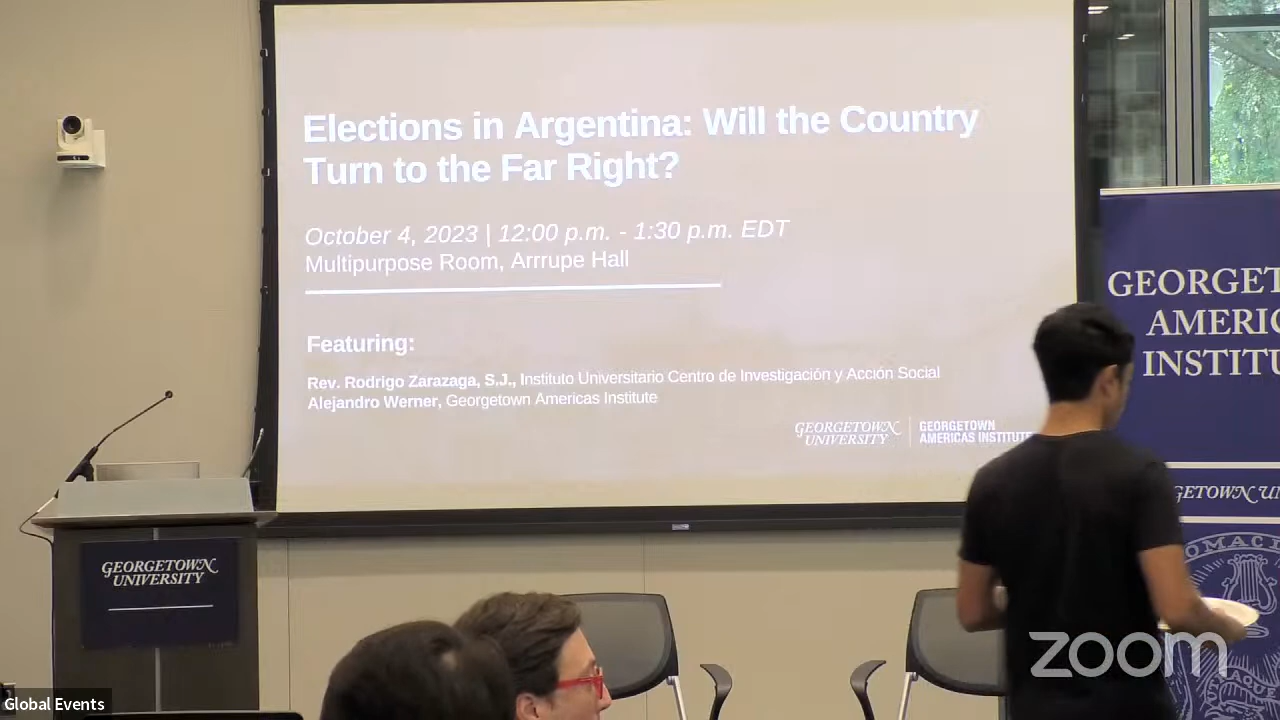 Elections in Argentina: Will the Country
Turn to the Far Right?
October 4, 2023 | 12:00 p.m. - 1:30 p.m. EDT
Multipurpose Room, Arrrupe Hall
Featuring:
Rev. Rodrigo Zarazaga, S.J., Instituto Universitario Centro de Investigación y Acción Social
Alejandro Werner, Georgetown Americas Institute
GEORGETOWN
UNIVERSITY
GEORGETOWN
AMERICAS INSTITUTE
GEORGET
AMERIC
INSTITU
GETOWN UN
OMACI
GEORGETOWN
UNIVERSITY
zoom
Global Events